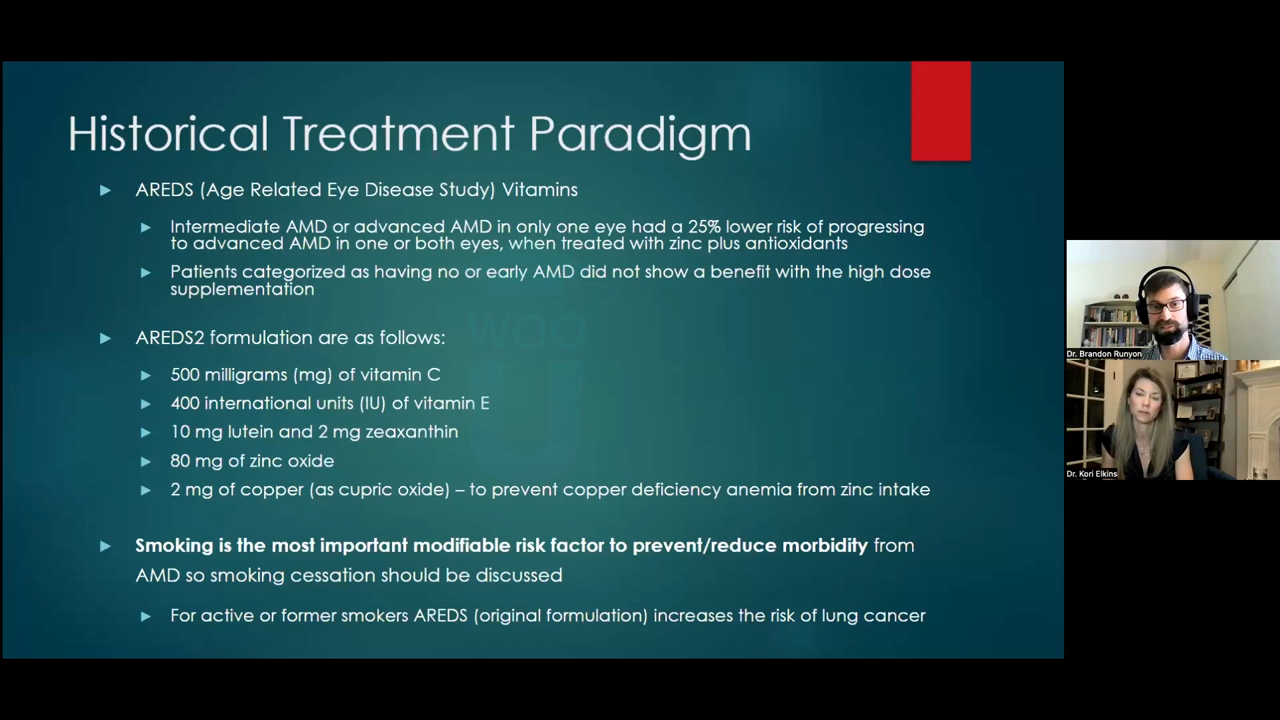 Historical Treatment Paradigm
AREDS (Age Related Eye Disease Study) Vitamins
Intermediate AMD or advanced AMD in only one eye had a 25% lower risk of progressing
to advanced AMD in one or both eyes, when treated with zinc plus antioxidants
Patients categorized as having no or early AMD did not show a benefit with the high dose
supplementation
AREDS2 formulation are as follows:
500 milligrams (mg) of vitamin C
400 international units (IU) of vitamin E
10 mg lutein and 2 mg zeaxanthin
80 mg of zinc oxide
2 mg of copper (as cupric oxide) – to prevent copper deficiency anemia from zinc intake
Smoking is the most important modifiable risk factor to prevent/reduce morbidity from
AMD so smoking cessation should be discussed
For active or former smokers AREDS (original formulation) increases the risk of lung cancer
WOO
U
Dr. Brandon Runyon
Dr. Kori Elkins